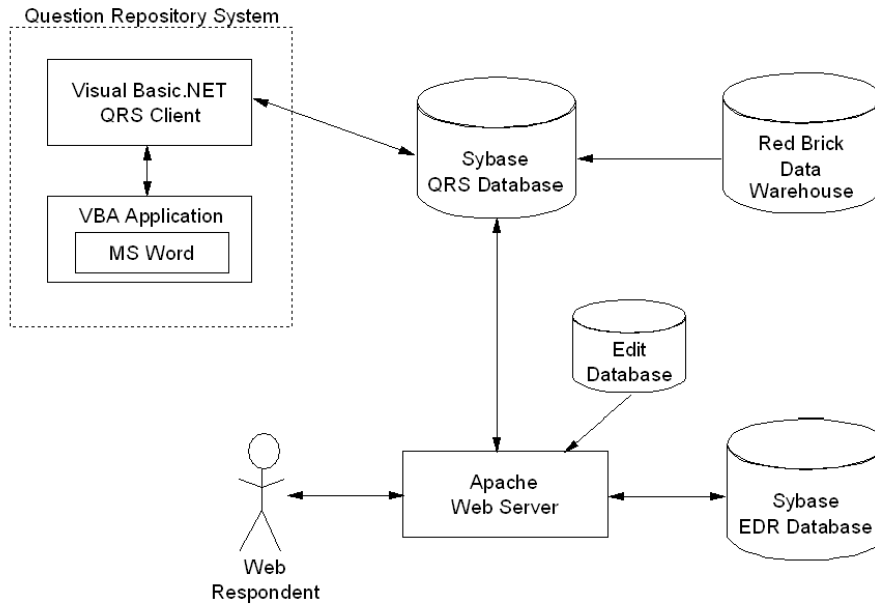 Question Repository System
Visual Basic.NET
QRS Client
VBA Application
MS Word
Sybase
QRS Database
Red Brick
Data
Warehouse
Edit
Database
Apache
Web Server
Sybase
EDR Database
Web
Respondent